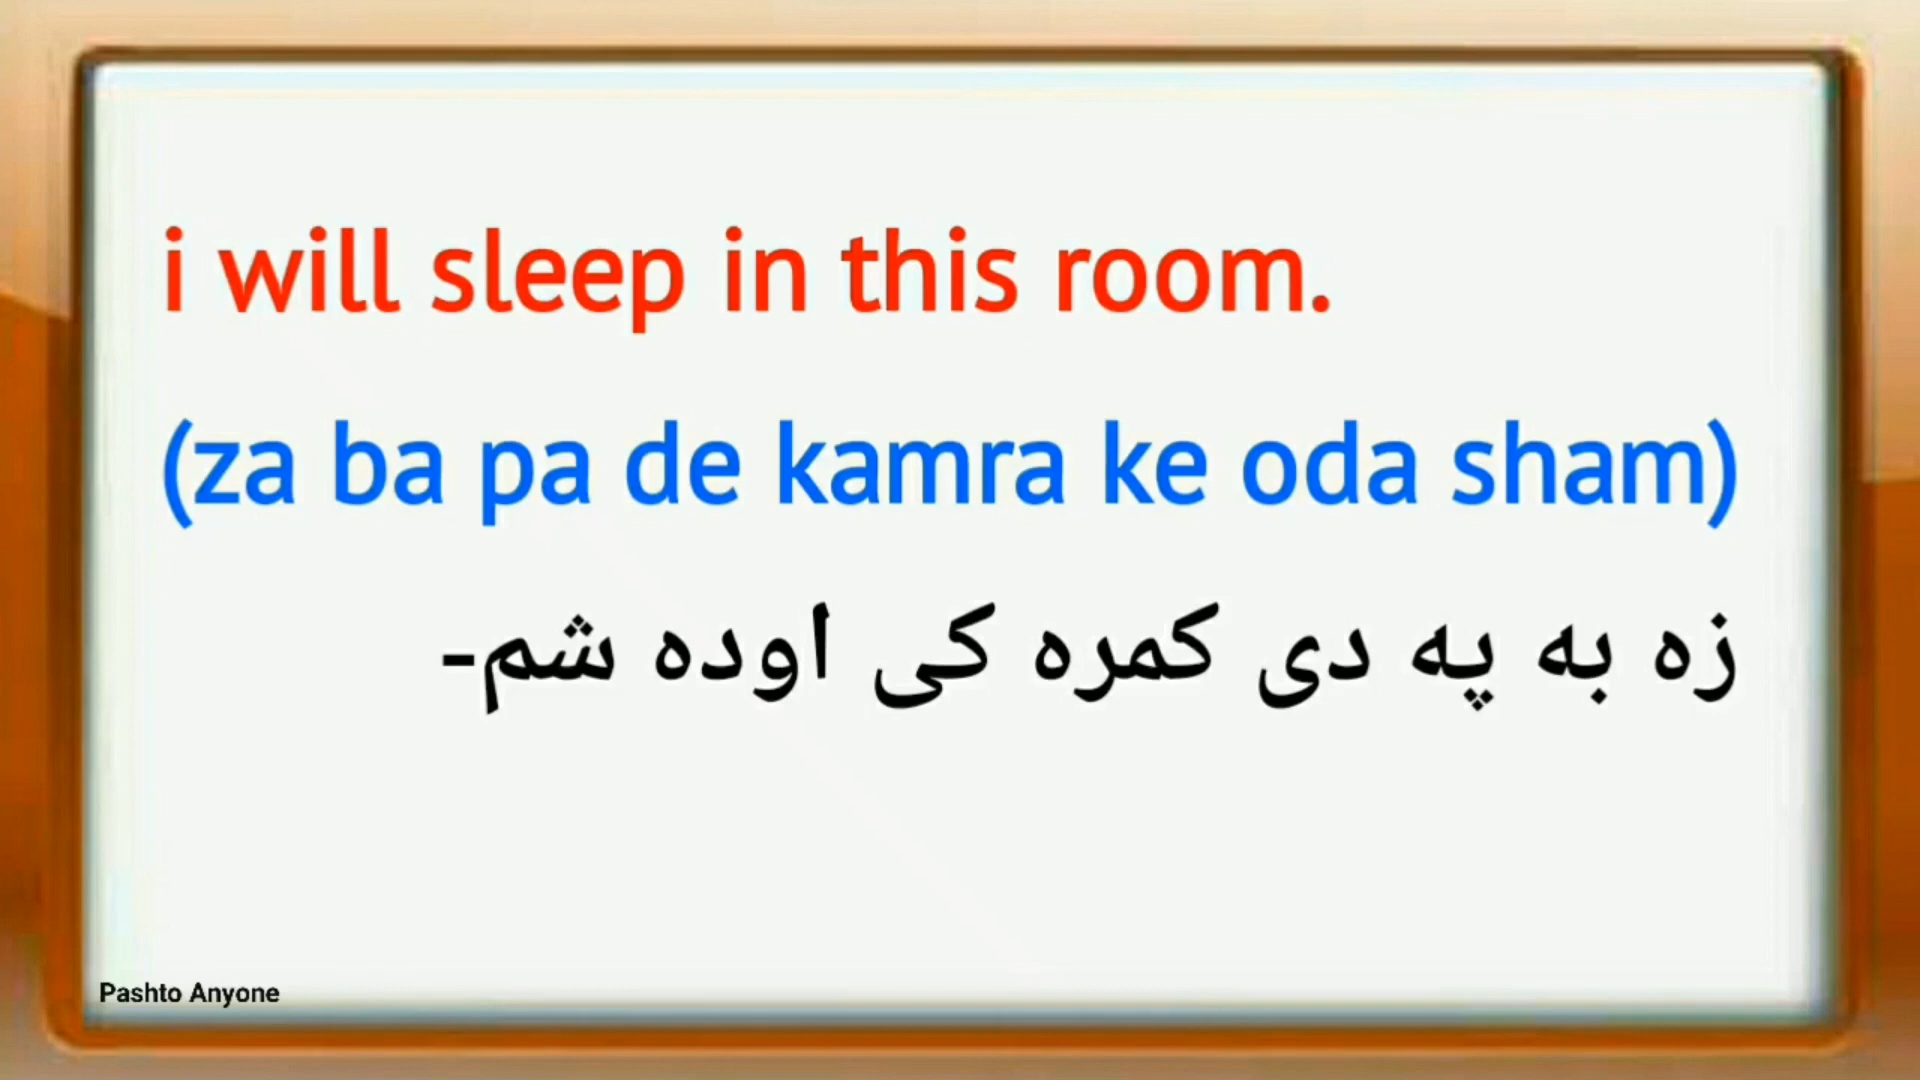 i will sleep in this room.
(za ba pa de kamra ke oda sham)
زه به په دی کمره کی اوده شم-
Pashto Anyone